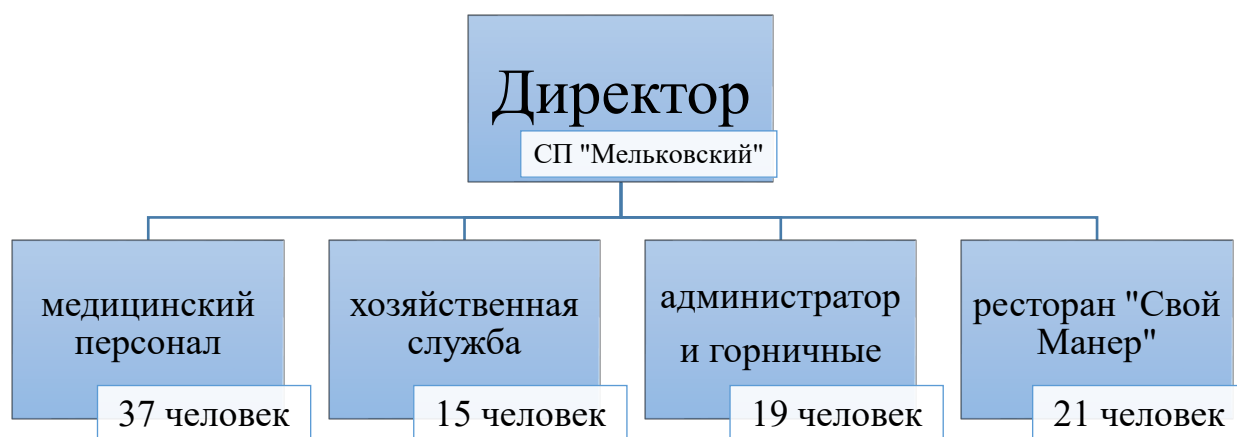 Директор
СП "Мельковский"
медицинский
персонал
37 человек
хозяйственная
служба
15 человек
администратор
и горничные
19 человек
ресторан "Свой
Манер"
21 человек